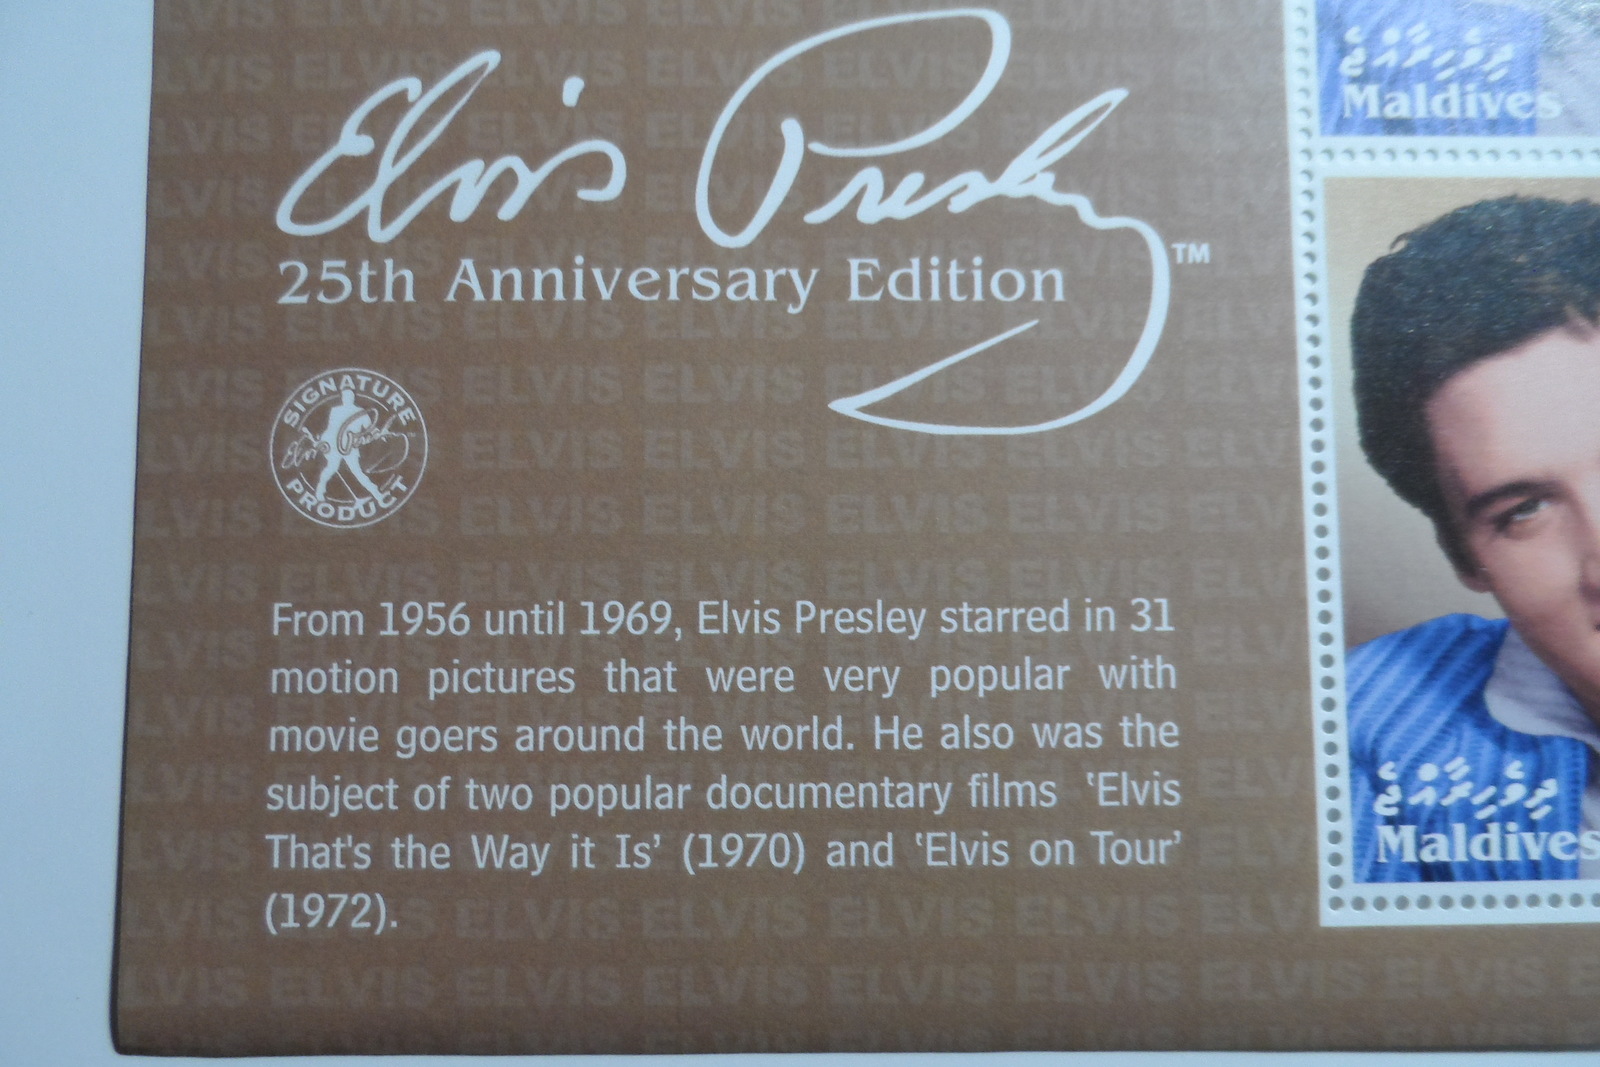 Elvis Presley
TM
25th Anniversary Edition
SIGNATURE
Elvis Presley
PRODUCT
From 1956 until 1969, Elvis Presley starred in 31
motion pictures that were very popular with
movie goers around the world. He also was the
subject of two popular documentary films ‘Elvis
That's the Way it Is’ (1970) and ‘Elvis on Tour’
(1972).
ދިވެހިރާއްޖެ
Maldives
ދިވެހިރާއްޖެ
Maldives